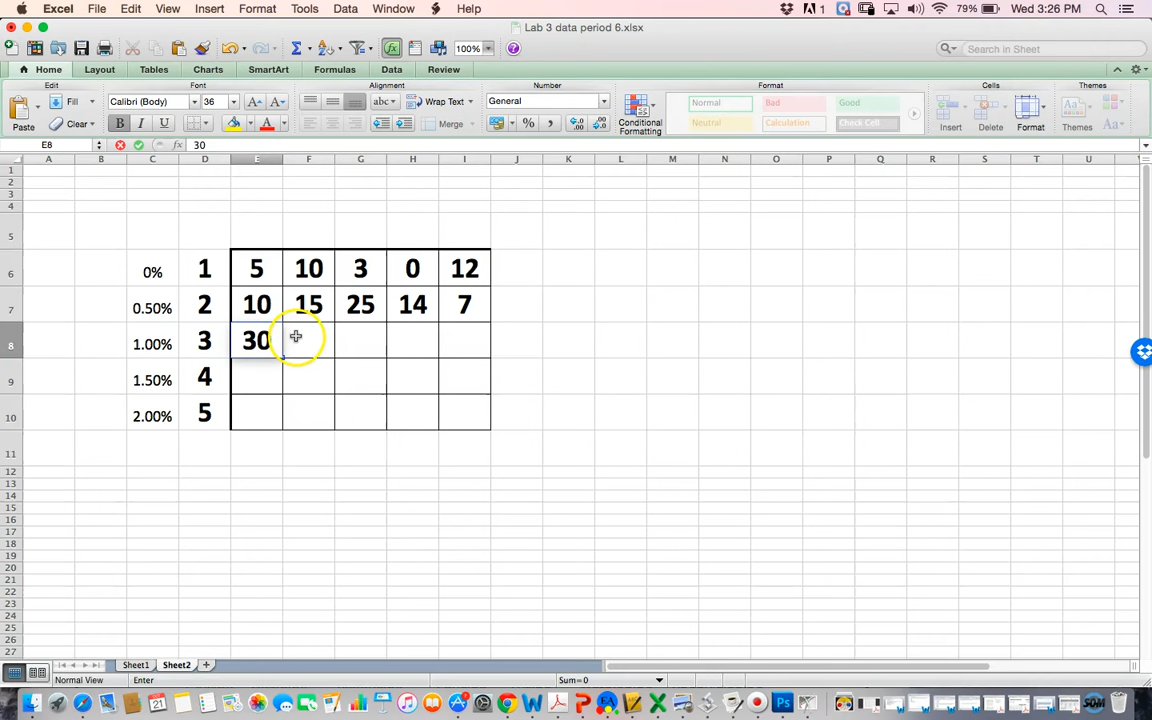 Excel File Edit View Insert Format Tools Data Window Help 1 79% Wed 3:26 PM
Lab 3 data period 6.xlsx
100% Search in Sheet
Home Layout Tables Charts SmartArt Formulas Data Review
Edit Font Alignment Number Format Cells Themes
Fill Calibri (Body) 36 A A abc Wrap Text General Normal Bad Good
Paste Clear B I U A Merge % Conditional Formatting Neutral Calculation Check Cell Insert Delete Format Themes Aa
E8 fx 30
A B C D E F G H I J K L M N O P Q R S T U
1
2
3
4
5
6 0% 1 5 10 3 0 12
7 0.50% 2 10 15 25 14 7
8 1.00% 3 30
9 1.50% 4
10 2.00% 5
11
12
13
14
15
16
17
18
19
20
21
22
23
24
25
26
27
Sheet1 Sheet2
Normal View Enter Sum=0